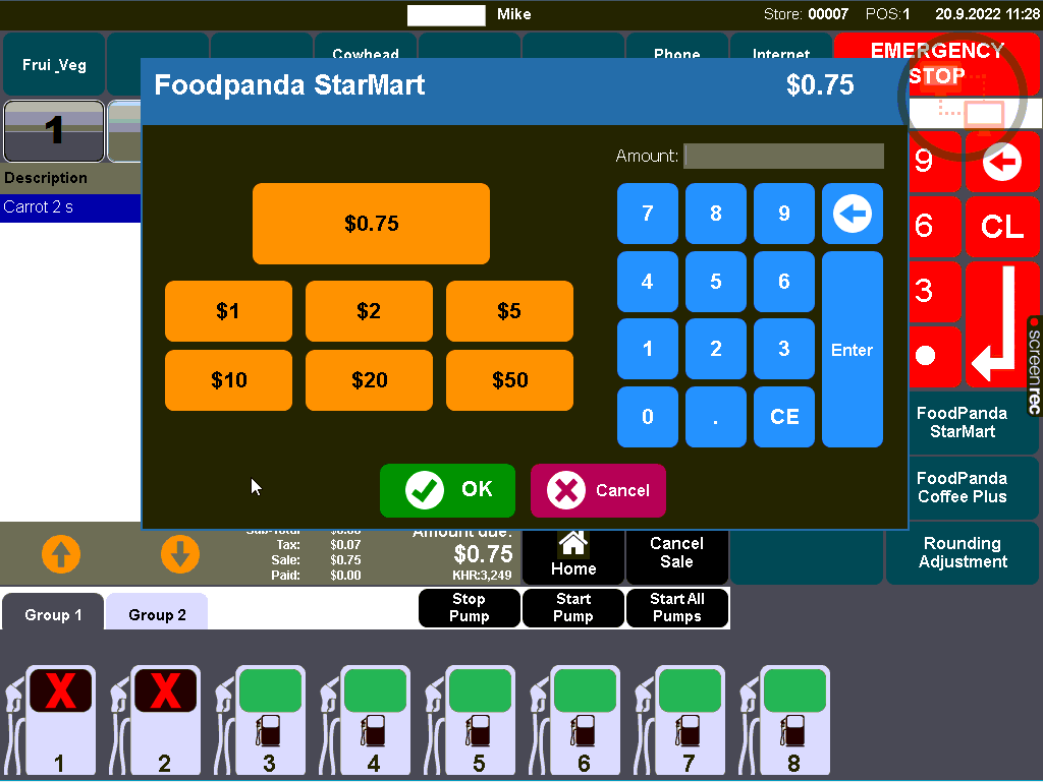 Mike
Store: 00007 POS:1 20.9.2022 11:28
Frui_Veg
Cowhead
Phone
Internet
EMERGENCY
STOP
Foodpanda StarMart
$0.75
1
Description
Carrot 2 s
Amount:
$0.75
$1 $2 $5
$10 $20 $50
7 8 9
4 5 6
1 2 3
Enter
0 . CE
OK
Cancel
9
6 CL
3
screenrec
FoodPanda
StarMart
FoodPanda
Coffee Plus
Rounding
Adjustment
Sub-Total $0.68
Tax: $0.07
Sale: $0.75
Paid: $0.00
Amount due:
$0.75
KHR:3,249
Home
Cancel
Sale
Group 1
Group 2
Stop
Pump
Start
Pump
Start All
Pumps
X X
1 2 3 4 5 6 7 8